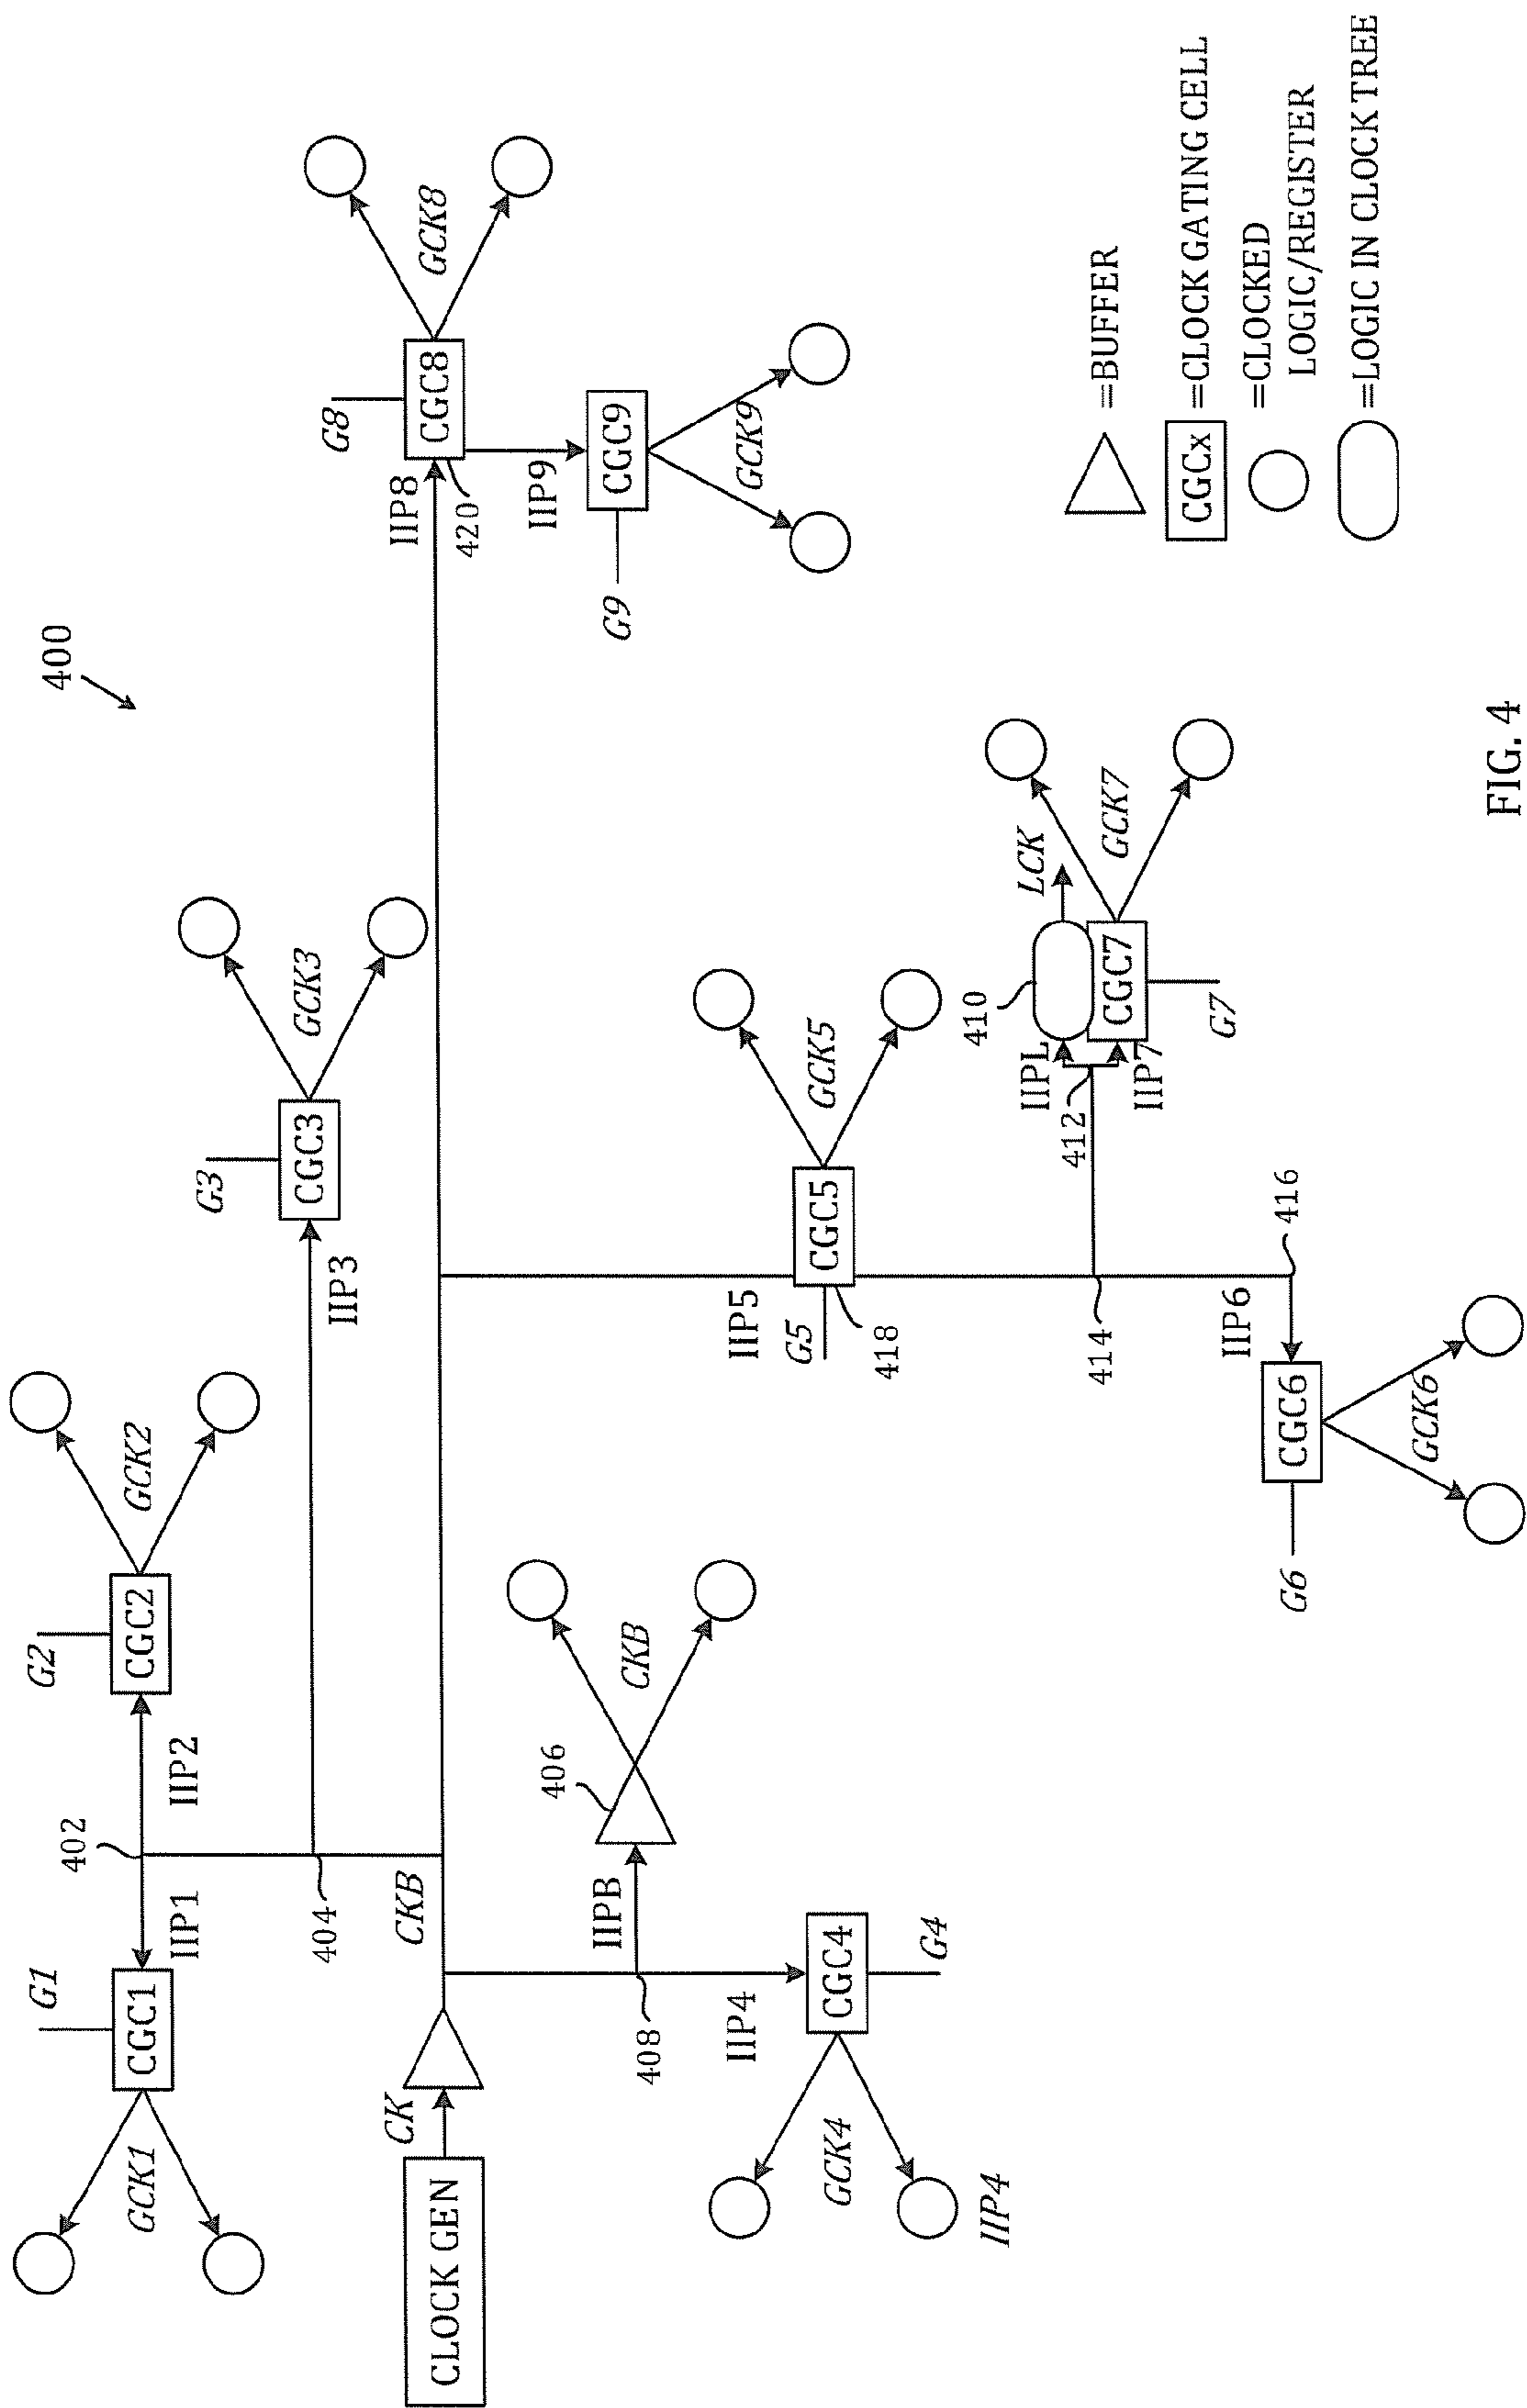 400
G1
402
G2
CGC1
IIP1
IIP2
CGC2
GCK1
GCK2
404
IIP3
G3
CGC3
GCK3
CLOCK GEN
CK
CKB
IIP8
G8
CGC8
GCK8
420
IIP9
G9
CGC9
GCK9
408
IIPB
406
CKB
IIP4
CGC4
G4
GCK4
IIP4
IIP5
G5
CGC5
GCK5
418
414
412
IIPL
410
LCK
IIP7
CGC7
GCK7
G7
416
IIP6
G6
CGC6
GCK6
=BUFFER
CGCx
=CLOCK GATING CELL
=CLOCKED
LOGIC/REGISTER
=LOGIC IN CLOCK TREE
FIG. 4